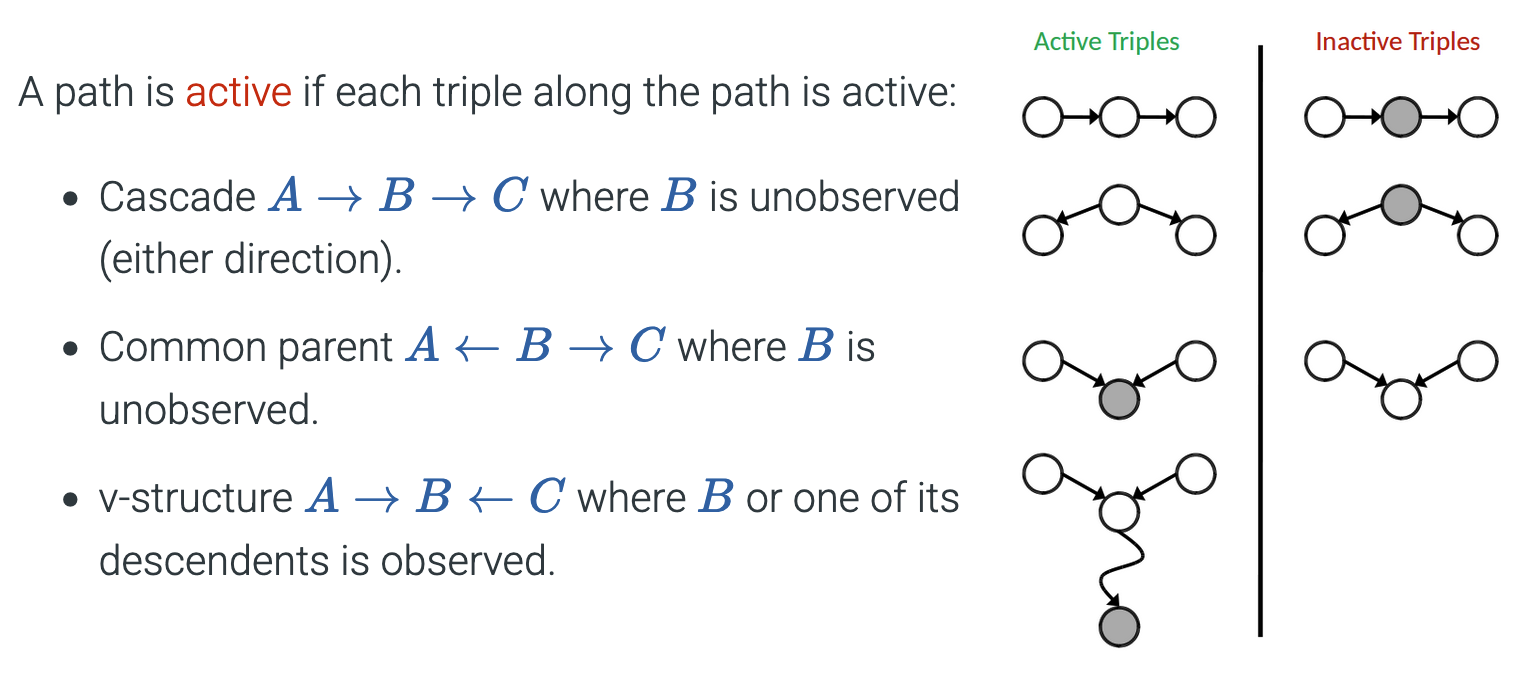 A path is active if each triple along the path is active:
• Cascade A → B → C where B is unobserved
(either direction).
• Common parent A ← B → C where B is
unobserved.
• v-structure A → B ← C where B or one of its
descendents is observed.
Active Triples
Inactive Triples